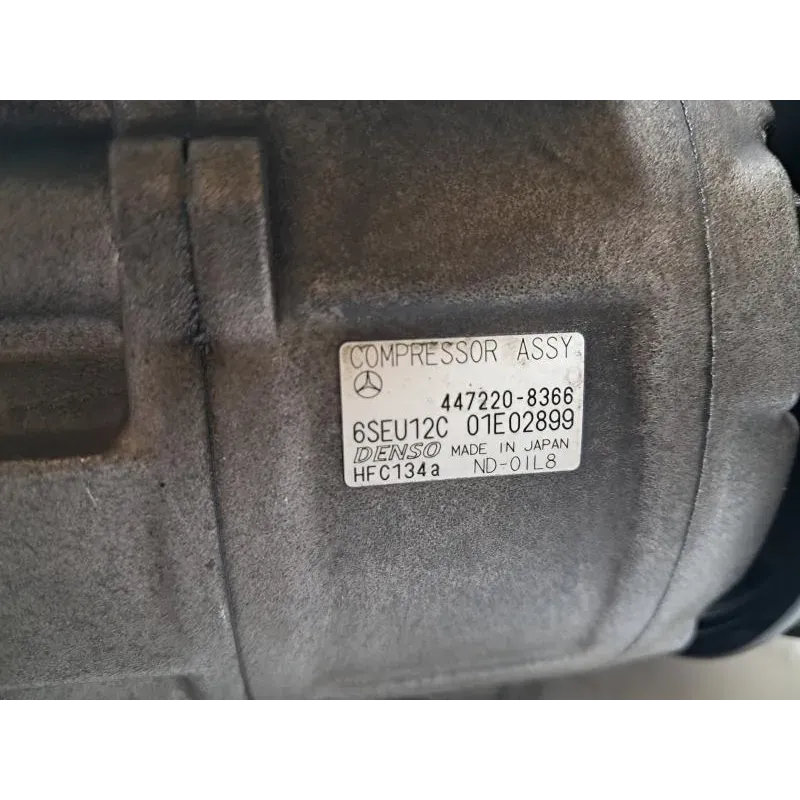 COMPRESSOR ASSY
447220-8366
6SEU12C 01E02899
DENSO MADE IN JAPAN
HFC134a ND-OIL8